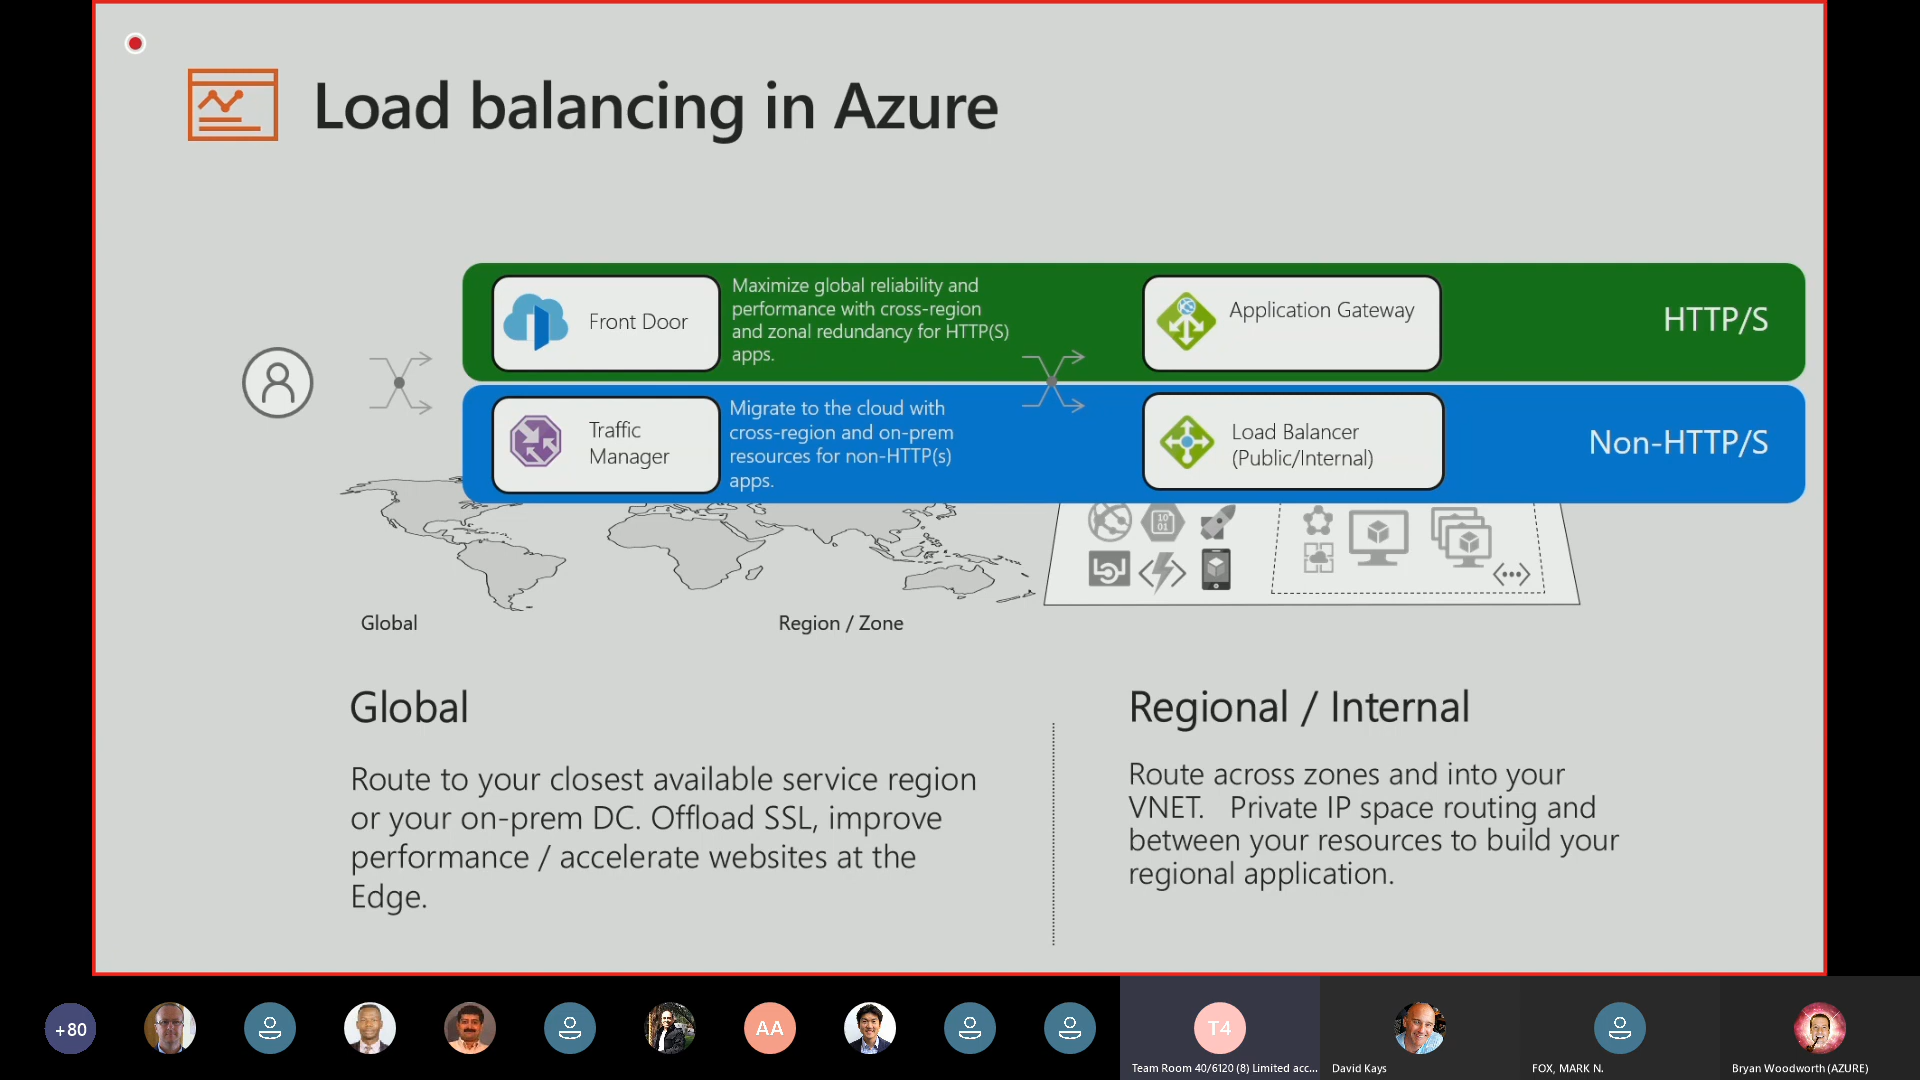 Load balancing in Azure
Front Door
Maximize global reliability and
performance with cross-region
and zonal redundancy for HTTP(S)
apps.
Application Gateway
HTTP/S
Traffic
Manager
Migrate to the cloud with
cross-region and on-prem
resources for non-HTTP(s)
apps.
Load Balancer
(Public/Internal)
Non-HTTP/S
10
01
Global
Region / Zone
Global
Route to your closest available service region
or your on-prem DC. Offload SSL, improve
performance / accelerate websites at the
Edge.
Regional / Internal
Route across zones and into your
VNET.   Private IP space routing and
between your resources to build your
regional application.
+80
AA
T4
Team Room 40/6120 (8) Limited acc...
David Kays
FOX, MARK N.
Bryan Woodworth (AZURE)